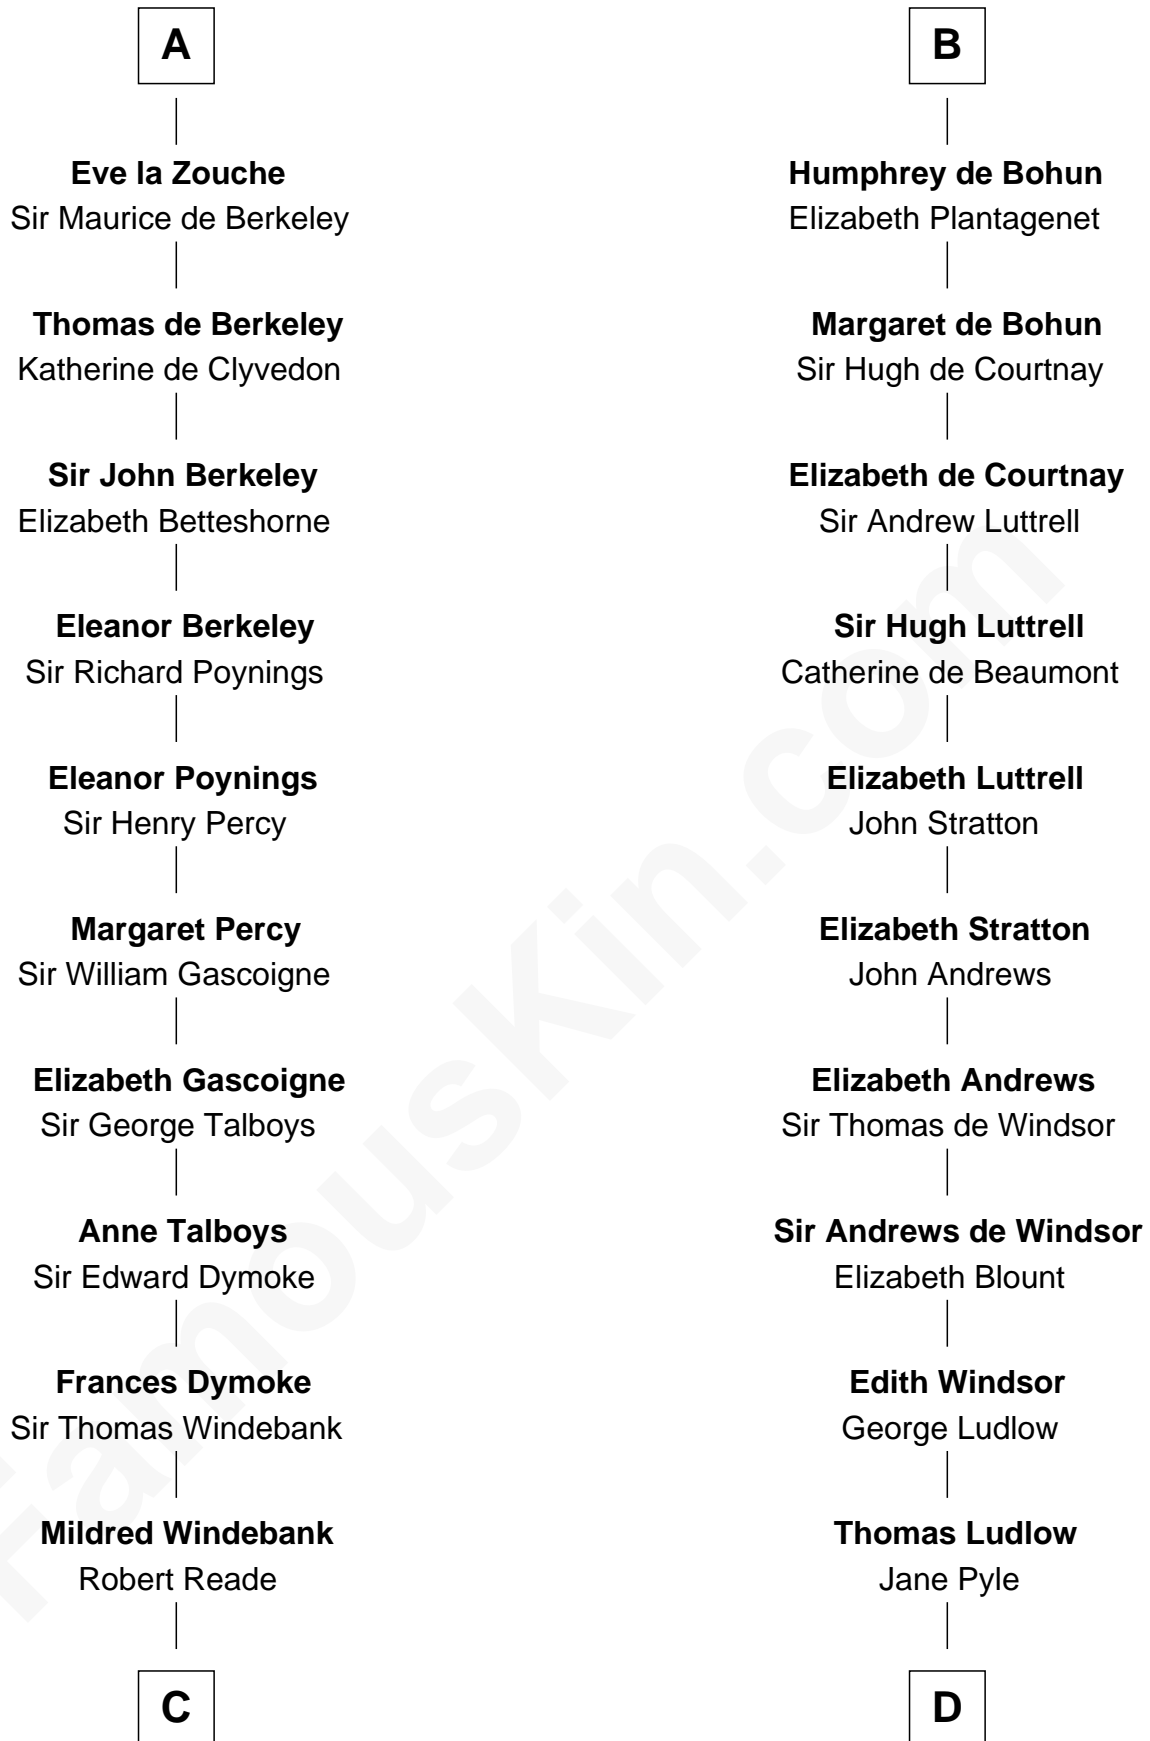 A
Eve la Zouche
Sir Maurice de Berkeley
Thomas de Berkeley
Katherine de Clyvedon
Sir John Berkeley
Elizabeth Betteshorne
Eleanor Berkeley
Sir Richard Poynings
Eleanor Poynings
Sir Henry Percy
Margaret Percy
Sir William Gascoigne
Elizabeth Gascoigne
Sir George Talboys
Anne Talboys
Sir Edward Dymoke
Frances Dymoke
Sir Thomas Windebank
Mildred Windebank
Robert Reade
C
B
Humphrey de Bohun
Elizabeth Plantagenet
Margaret de Bohun
Sir Hugh de Courtnay
Elizabeth de Courtnay
Sir Andrew Luttrell
Sir Hugh Luttrell
Catherine de Beaumont
Elizabeth Luttrell
John Stratton
Elizabeth Stratton
John Andrews
Elizabeth Andrews
Sir Thomas de Windsor
Sir Andrews de Windsor
Elizabeth Blount
Edith Windsor
George Ludlow
Thomas Ludlow
Jane Pyle
D
FamousKin.com